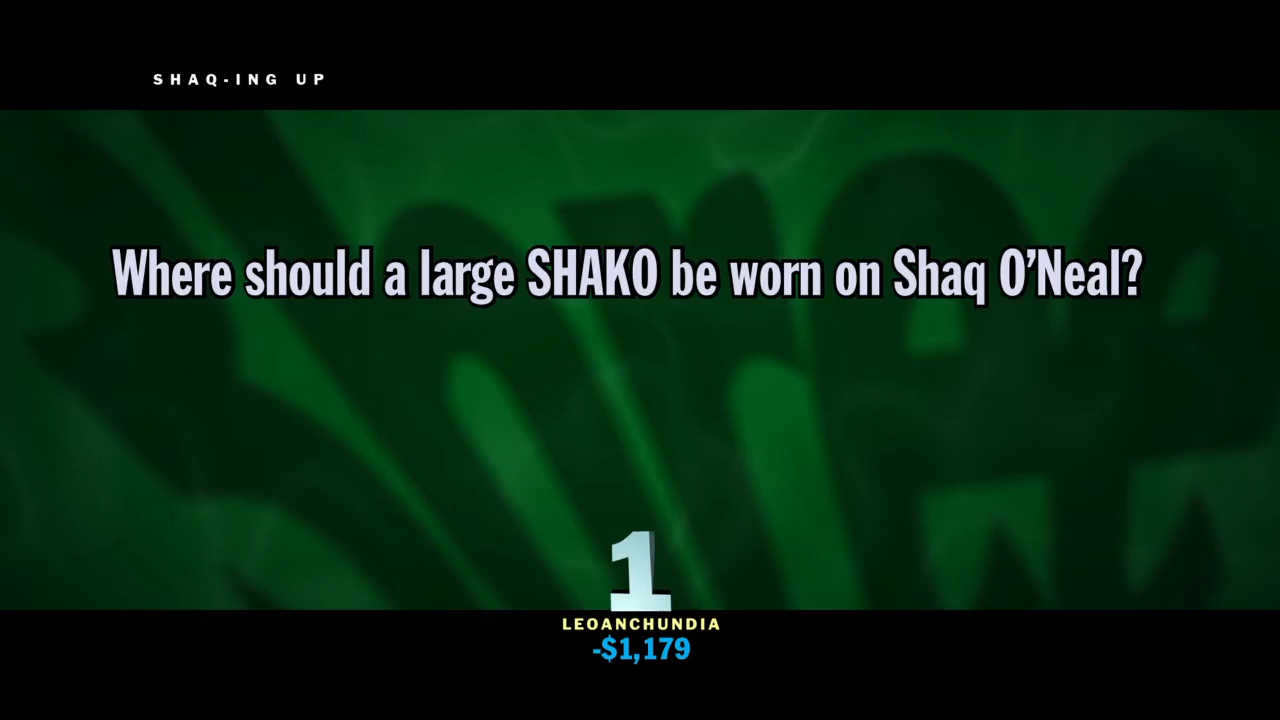 SHAQ-ING UP
Where should a large SHAKO be worn on Shaq O'Neal?
1
LEOANCHUNDIA
-$1,179